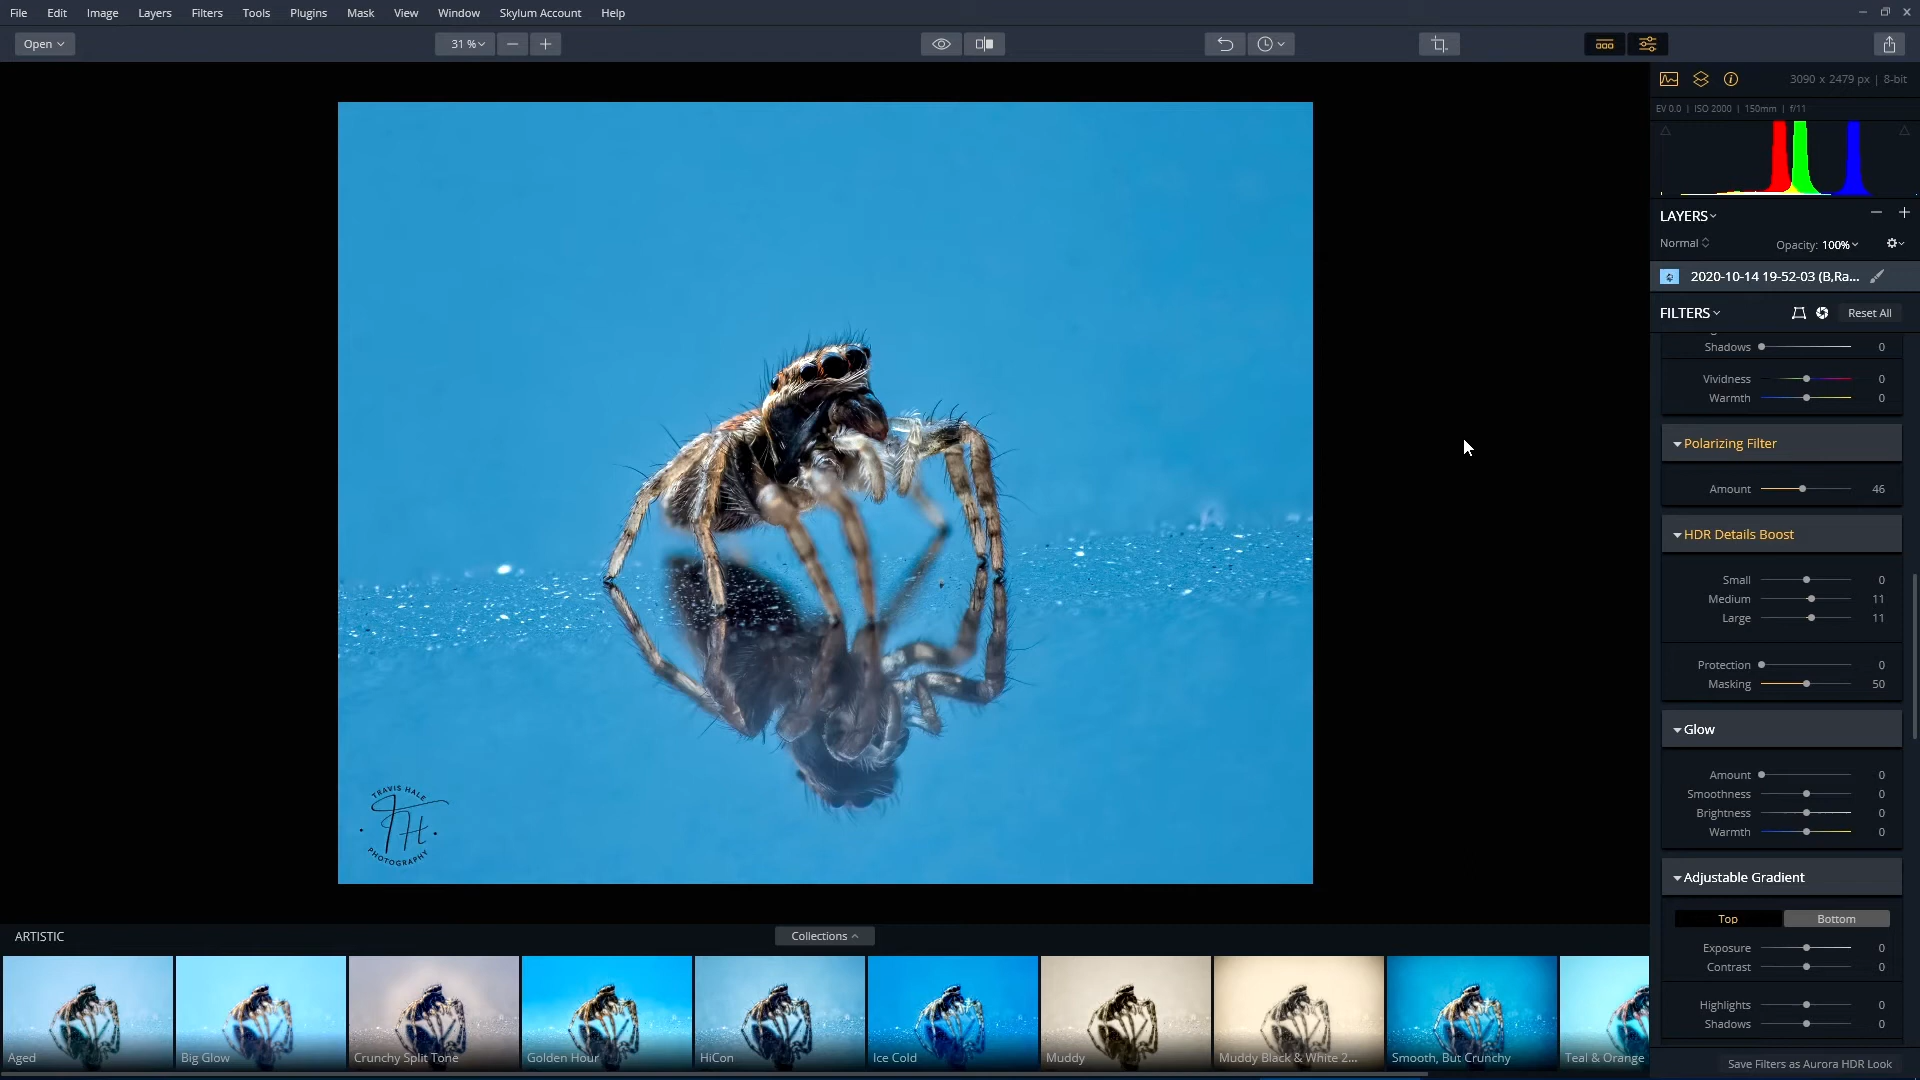 File Edit Image Layers Filters Tools Plugins Mask View Window Skylum Account Help
Open 31 %
3090 x 2479 px | 8-bit
EV 0.0 | ISO 2000 | 150mm | f/11
LAYERS
Normal Opacity: 100%
2020-10-14 19-52-03 (B,Ra...
FILTERS Reset All
Shadows 0
Vividness 0
Warmth 0
Polarizing Filter
Amount 46
HDR Details Boost
Small 0
Medium 11
Large 11
Protection 0
Masking 50
Glow
Amount 0
Smoothness 0
Brightness 0
Warmth 0
Adjustable Gradient
Top Bottom
Exposure 0
Contrast 0
Highlights 0
Shadows 0
Save Filters as Aurora HDR Look
TRAVIS HALE
TH
PHOTOGRAPHY
ARTISTIC Collections
Aged Big Glow Crunchy Split Tone Golden Hour HiCon Ice Cold Muddy Muddy Black & White 2... Smooth, But Crunchy Teal & Orange